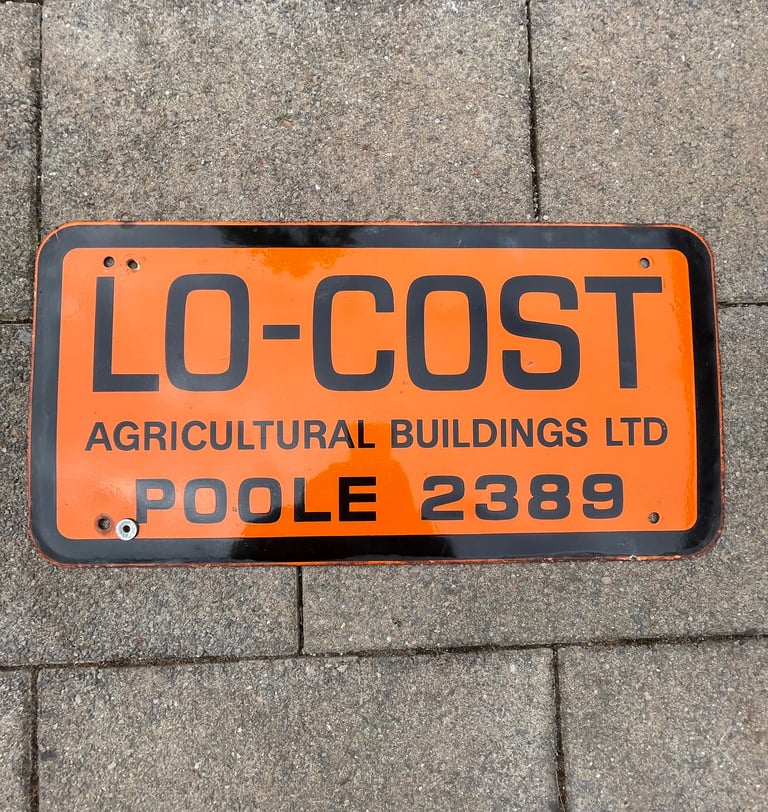 LO-COST
AGRICULTURAL BUILDINGS LTD
POOLE 2389